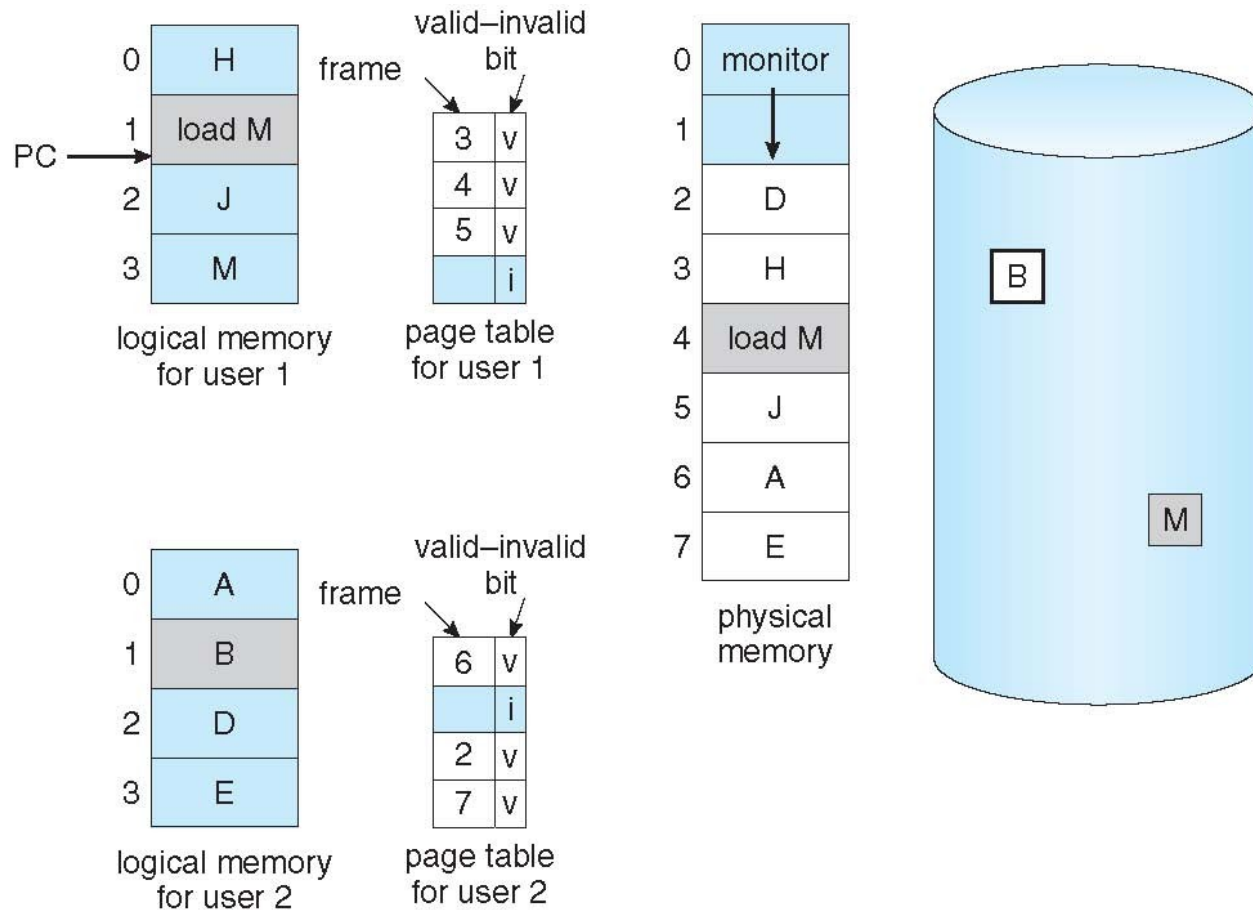 0 H
1 load M
PC
2 J
3 M
logical memory
for user 1
valid–invalid
bit
frame
3 v
4 v
5 v
i
page table
for user 1
0 monitor
1
2 D
3 H
4 load M
5 J
6 A
7 E
physical
memory
B
M
0 A
1 B
2 D
3 E
logical memory
for user 2
valid–invalid
bit
frame
6 v
i
2 v
7 v
page table
for user 2